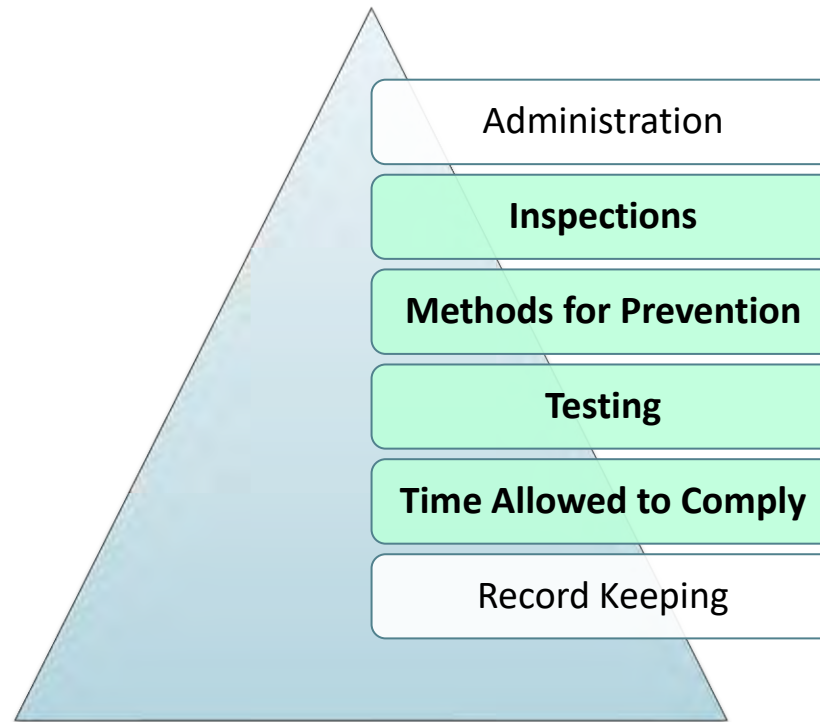 Administration
Inspections
Methods for Prevention
Testing
Time Allowed to Comply
Record Keeping